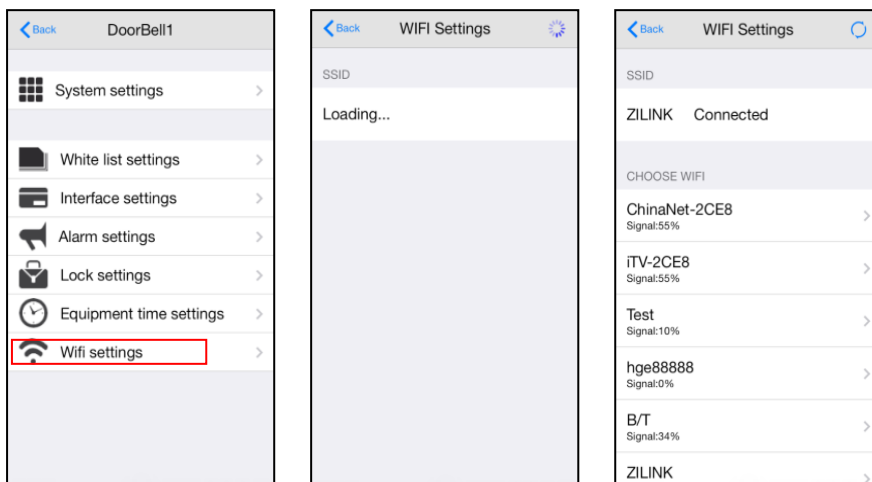 Back DoorBell1
System settings
White list settings
Interface settings
Alarm settings
Lock settings
Equipment time settings
Wifi settings
Back WIFI Settings
SSID
Loading...
Back WIFI Settings
SSID
ZILINK Connected
CHOOSE WIFI
ChinaNet-2CE8
Signal:55%
iTV-2CE8
Signal:55%
Test
Signal:10%
hge88888
Signal:0%
B/T
Signal:34%
ZILINK